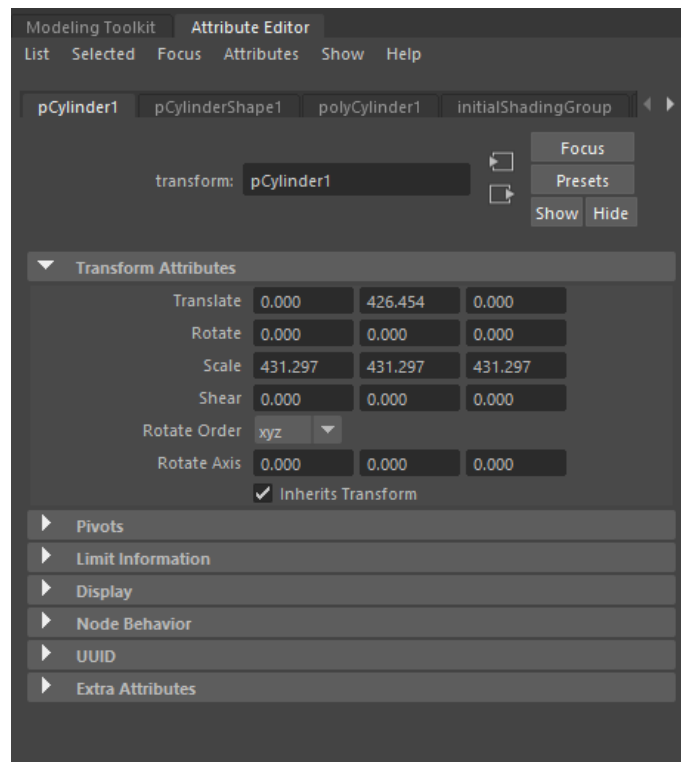 Modeling Toolkit Attribute Editor
List Selected Focus Attributes Show Help
pCylinder1 pCylinderShape1 polyCylinder1 initialShadingGroup
Focus
transform: pCylinder1 Presets
Show Hide
Transform Attributes
Translate 0.000 426.454 0.000
Rotate 0.000 0.000 0.000
Scale 431.297 431.297 431.297
Shear 0.000 0.000 0.000
Rotate Order xyz
Rotate Axis 0.000 0.000 0.000
Inherits Transform
Pivots
Limit Information
Display
Node Behavior
UUID
Extra Attributes